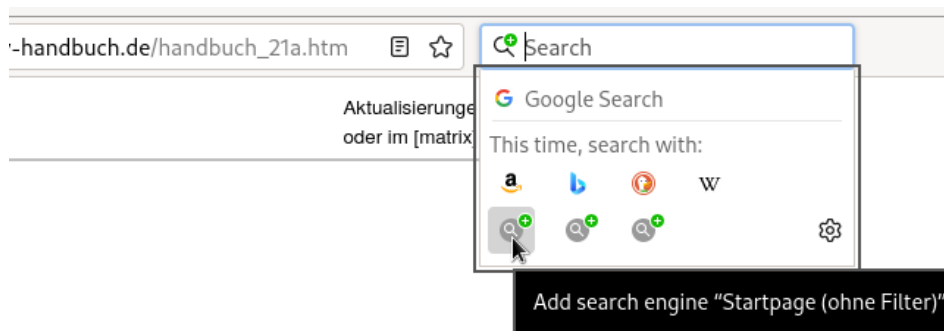 -handbuch.de/handbuch_21a.htm
Search
Aktualisierunge
oder im [matrix
Google Search
This time, search with:
Add search engine “Startpage (ohne Filter)”